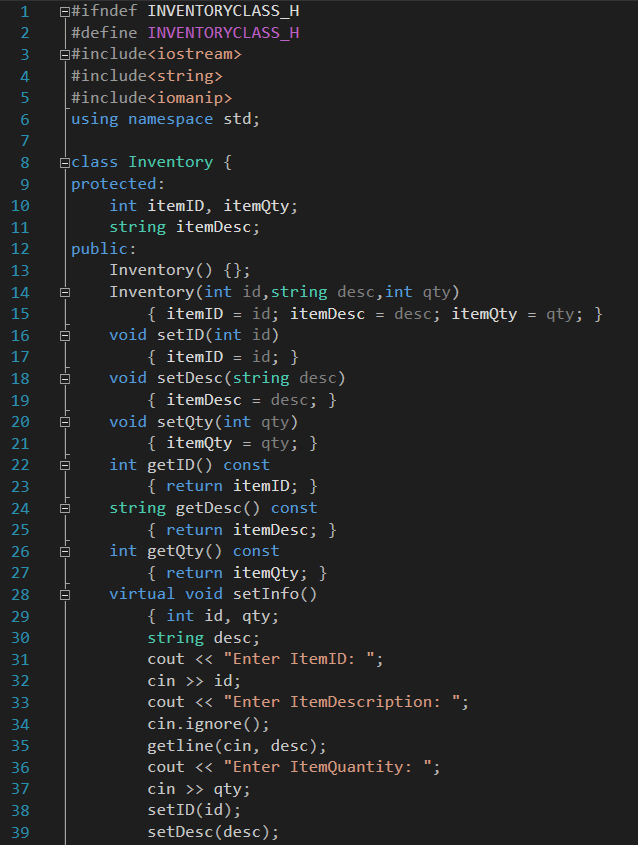 1 #ifndef INVENTORYCLASS_H
2 #define INVENTORYCLASS_H
3 #include<iostream>
4 #include<string>
5 #include<iomanip>
6 using namespace std;
7
8 class Inventory {
9 protected:
10     int itemID, itemQty;
11     string itemDesc;
12 public:
13     Inventory() {};
14     Inventory(int id,string desc,int qty)
15         { itemID = id; itemDesc = desc; itemQty = qty; }
16     void setID(int id)
17         { itemID = id; }
18     void setDesc(string desc)
19         { itemDesc = desc; }
20     void setQty(int qty)
21         { itemQty = qty; }
22     int getID() const
23         { return itemID; }
24     string getDesc() const
25         { return itemDesc; }
26     int getQty() const
27         { return itemQty; }
28     virtual void setInfo()
29         { int id, qty;
30         string desc;
31         cout << "Enter ItemID: ";
32         cin >> id;
33         cout << "Enter ItemDescription: ";
34         cin.ignore();
35         getline(cin, desc);
36         cout << "Enter ItemQuantity: ";
37         cin >> qty;
38         setID(id);
39         setDesc(desc);